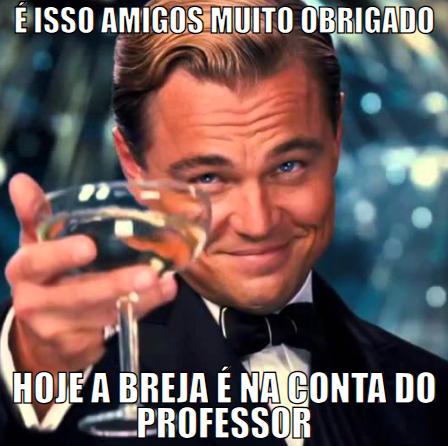 É ISSO AMIGOS MUITO OBRIGADO
HOJE A BREJA É NA CONTA DO
PROFESSOR